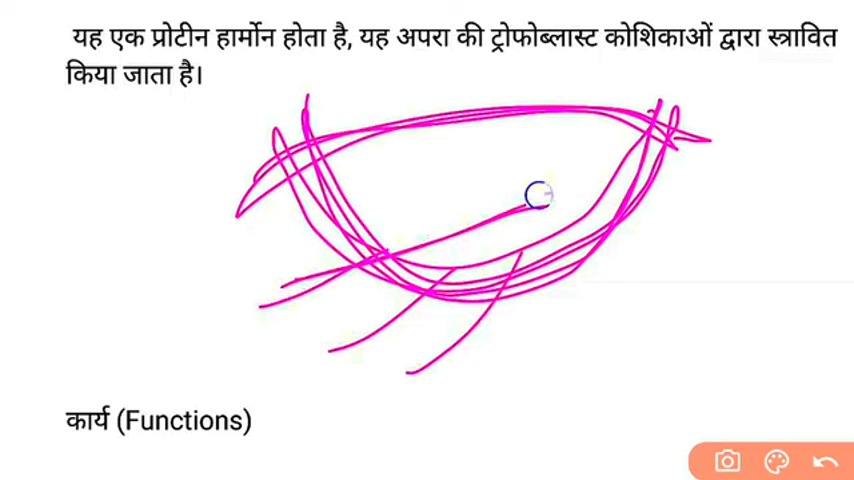 यह एक प्रोटीन हार्मोन होता है, यह अपरा की ट्रोफोब्लास्ट कोशिकाओं द्वारा स्त्रावित
किया जाता है।
कार्य (Functions)